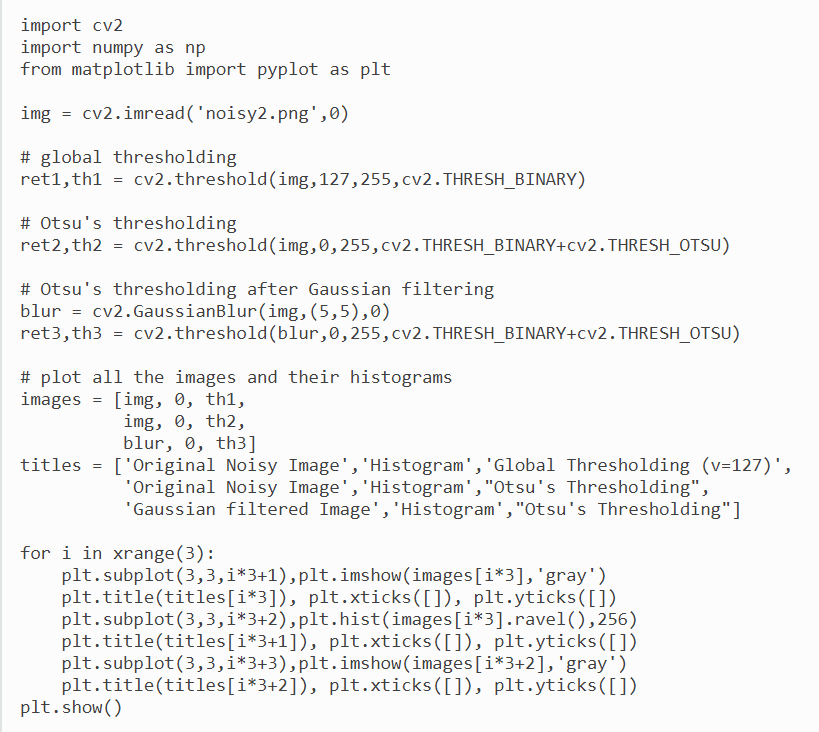 import cv2
import numpy as np
from matplotlib import pyplot as plt

img = cv2.imread('noisy2.png',0)

# global thresholding
ret1,th1 = cv2.threshold(img,127,255,cv2.THRESH_BINARY)

# Otsu's thresholding
ret2,th2 = cv2.threshold(img,0,255,cv2.THRESH_BINARY+cv2.THRESH_OTSU)

# Otsu's thresholding after Gaussian filtering
blur = cv2.GaussianBlur(img,(5,5),0)
ret3,th3 = cv2.threshold(blur,0,255,cv2.THRESH_BINARY+cv2.THRESH_OTSU)

# plot all the images and their histograms
images = [img, 0, th1,
          img, 0, th2,
          blur, 0, th3]
titles = ['Original Noisy Image','Histogram','Global Thresholding (v=127)',
          'Original Noisy Image','Histogram',"Otsu's Thresholding",
          'Gaussian filtered Image','Histogram',"Otsu's Thresholding"]

for i in xrange(3):
    plt.subplot(3,3,i*3+1),plt.imshow(images[i*3],'gray')
    plt.title(titles[i*3]), plt.xticks([]), plt.yticks([])
    plt.subplot(3,3,i*3+2),plt.hist(images[i*3].ravel(),256)
    plt.title(titles[i*3+1]), plt.xticks([]), plt.yticks([])
    plt.subplot(3,3,i*3+3),plt.imshow(images[i*3+2],'gray')
    plt.title(titles[i*3+2]), plt.xticks([]), plt.yticks([])
plt.show()